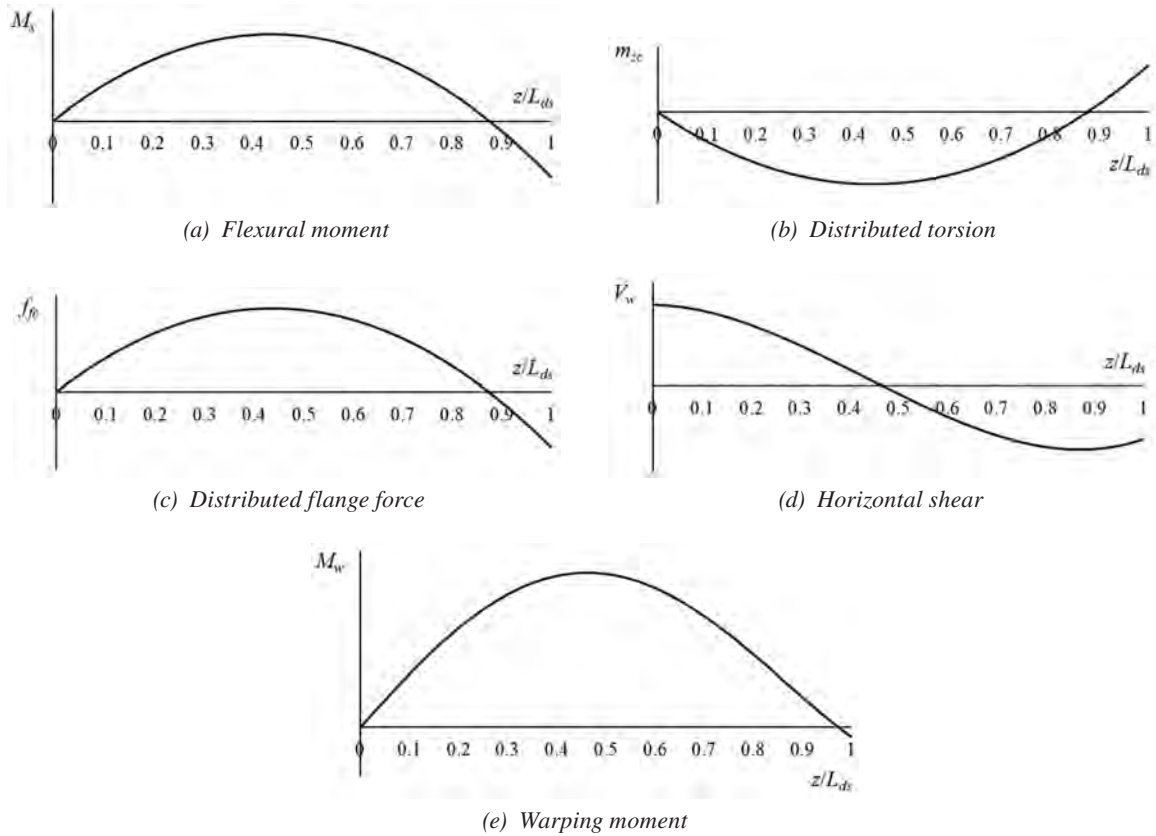 M_s
z/L_ds
0 0.1 0.2 0.3 0.4 0.5 0.6 0.7 0.8 0.9 1
(a) Flexural moment
m_zc
0 0.1 0.2 0.3 0.4 0.5 0.6 0.7 0.8 0.9 1
z/L_ds
(b) Distributed torsion
z/L_ds
0 0.1 0.2 0.3 0.4 0.5 0.6 0.7 0.8 0.9 1
(c) Distributed flange force
V_w
z/L_ds
0 0.1 0.2 0.3 0.4 0.5 0.6 0.7 0.8 0.9 1
(d) Horizontal shear
M_w
0 0.1 0.2 0.3 0.4 0.5 0.6 0.7 0.8 0.9 1
z/L_ds
(e) Warping moment